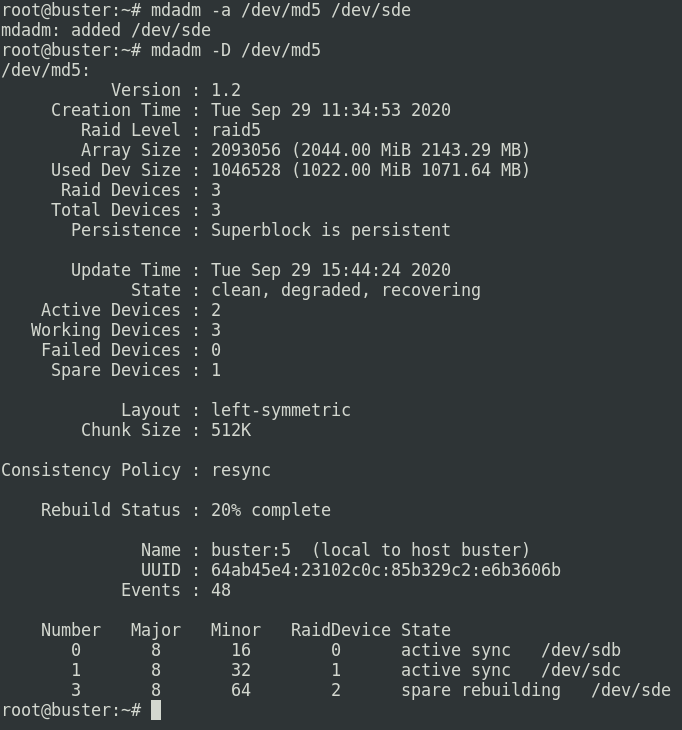 root@buster:~# mdadm -a /dev/md5 /dev/sde
mdadm: added /dev/sde
root@buster:~# mdadm -D /dev/md5
/dev/md5:
           Version : 1.2
     Creation Time : Tue Sep 29 11:34:53 2020
        Raid Level : raid5
        Array Size : 2093056 (2044.00 MiB 2143.29 MB)
     Used Dev Size : 1046528 (1022.00 MiB 1071.64 MB)
      Raid Devices : 3
     Total Devices : 3
       Persistence : Superblock is persistent

       Update Time : Tue Sep 29 15:44:24 2020
             State : clean, degraded, recovering
    Active Devices : 2
   Working Devices : 3
    Failed Devices : 0
     Spare Devices : 1

            Layout : left-symmetric
        Chunk Size : 512K

Consistency Policy : resync

    Rebuild Status : 20% complete

              Name : buster:5  (local to host buster)
              UUID : 64ab45e4:23102c0c:85b329c2:e6b3606b
            Events : 48

    Number   Major   Minor   RaidDevice State
       0       8       16        0      active sync   /dev/sdb
       1       8       32        1      active sync   /dev/sdc
       3       8       64        2      spare rebuilding   /dev/sde
root@buster:~#